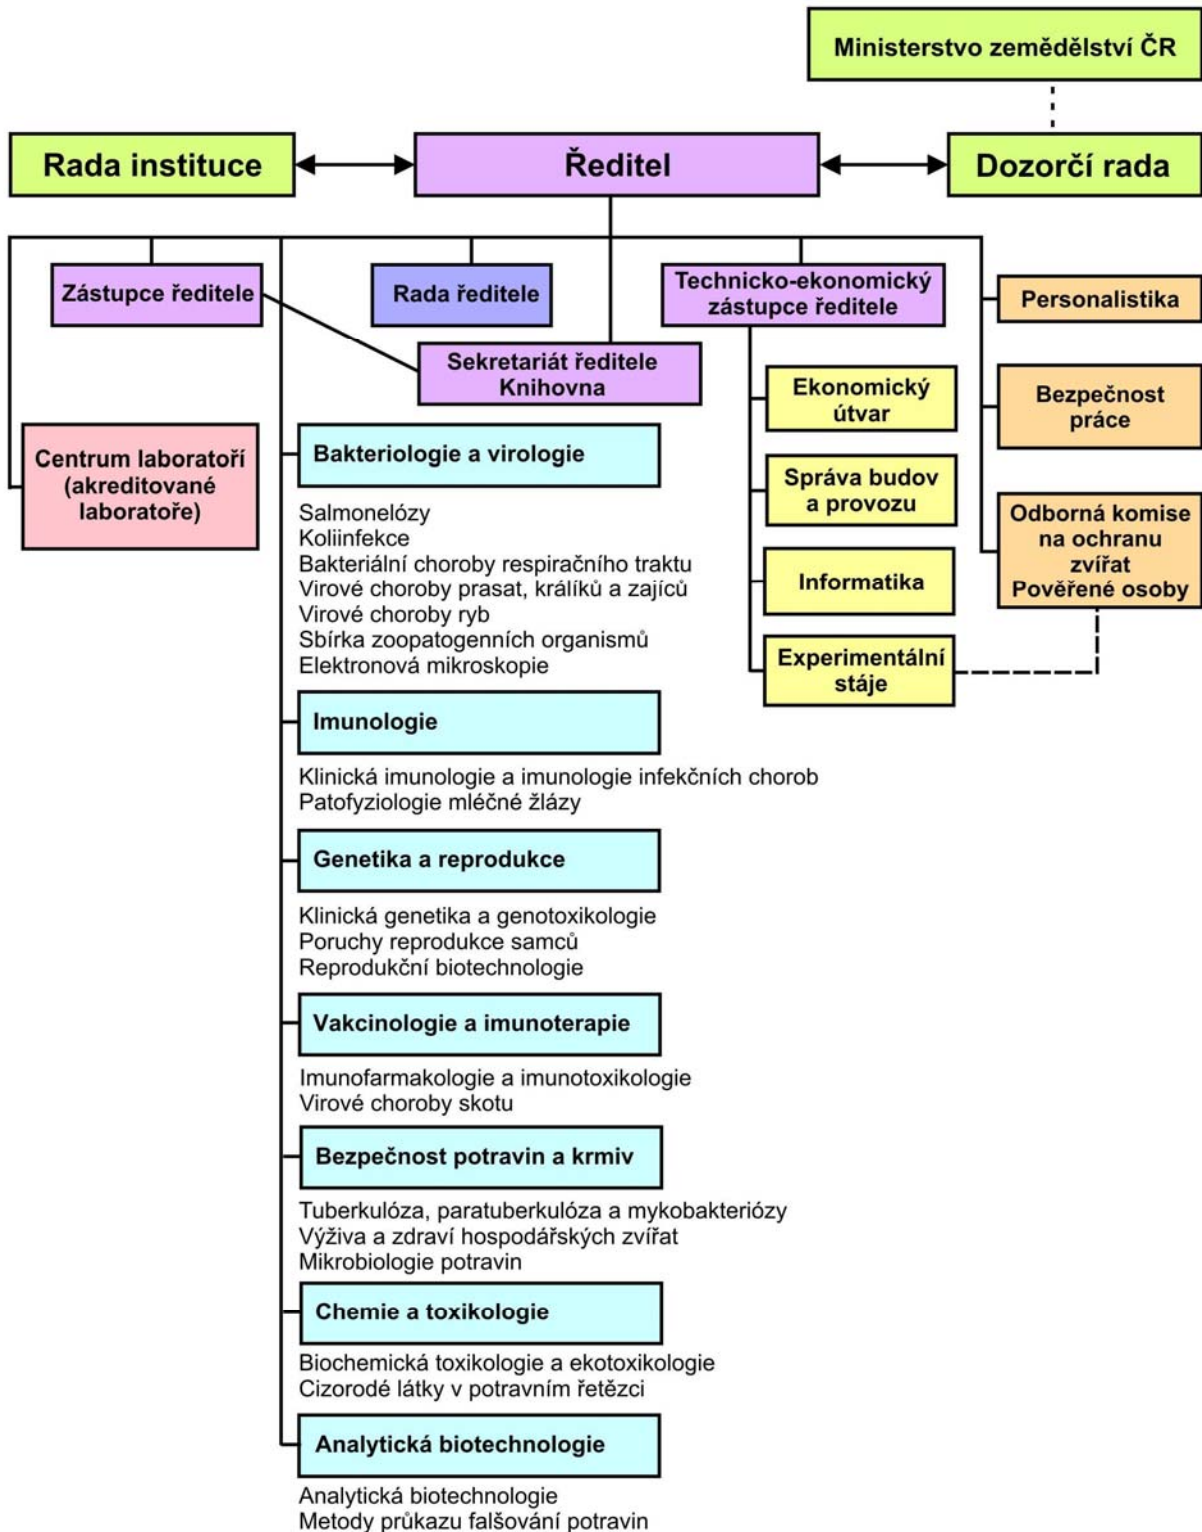 Ministerstvo zemědělství ČR
Rada instituce
Ředitel
Dozorčí rada
Zástupce ředitele
Rada ředitele
Technicko-ekonomický
zástupce ředitele
Personalistika
Sekretariát ředitele
Knihovna
Ekonomický
útvar
Bezpečnost
práce
Centrum laboratoří
(akreditované
laboratoře)
Správa budov
a provozu
Odborná komise
na ochranu
zvířat
Pověřené osoby
Informatika
Experimentální
stáje
Bakteriologie a virologie
Salmonelózy
Koliinfekce
Bakteriální choroby respiračního traktu
Virové choroby prasat, králíků a zajíců
Virové choroby ryb
Sbírka zoopatogenních organismů
Elektronová mikroskopie
Imunologie
Klinická imunologie a imunologie infekčních chorob
Patofyziologie mléčné žlázy
Genetika a reprodukce
Klinická genetika a genotoxikologie
Poruchy reprodukce samců
Reprodukční biotechnologie
Vakcinologie a imunoterapie
Imunofarmakologie a imunotoxikologie
Virové choroby skotu
Bezpečnost potravin a krmiv
Tuberkulóza, paratuberkulóza a mykobakteriózy
Výživa a zdraví hospodářských zvířat
Mikrobiologie potravin
Chemie a toxikologie
Biochemická toxikologie a ekotoxikologie
Cizorodé látky v potravním řetězci
Analytická biotechnologie
Analytická biotechnologie
Metody průkazu falšování potravin